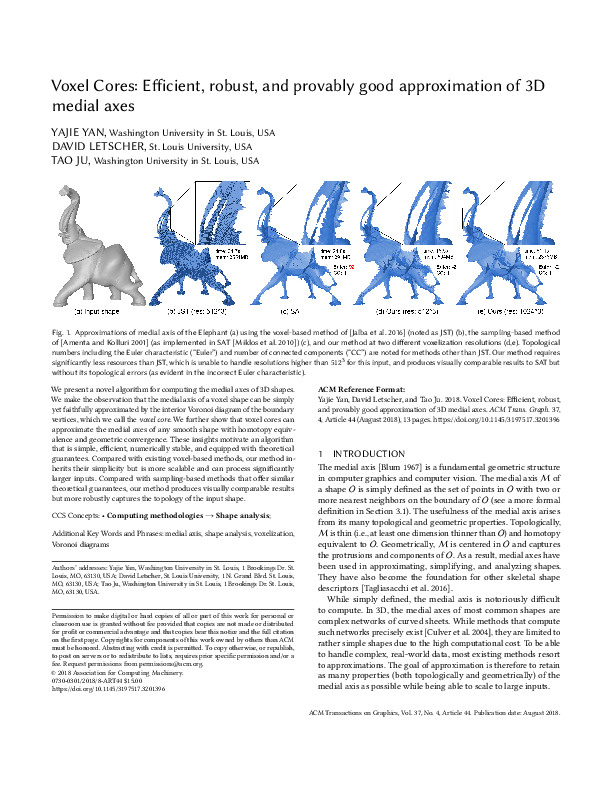 Voxel Cores: Efficient, robust, and provably good approximation of 3D
medial axes
YAJIE YAN, Washington University in St. Louis, USA
DAVID LETSCHER, St. Louis University, USA
TAO JU, Washington University in St. Louis, USA
(a) Input shape
(b) JST (res: 512^3)
(c) SAT
(d) Ours (res: 512^3)
(e) Ours (res: 1024^3)
Fig. 1. Approximations of medial axis of the Elephant (a) using the voxel-based method of [Jalba et al. 2016] (noted as JST) (b), the sampling-based method
of [Amenta and Kolluri 2001] (as implemented in SAT [Miklos et al. 2010]) (c), and our method at two different voxelization resolutions (d,e). Topological
numbers including the Euler characteristic ("Euler") and number of connected components ("CC") are noted for methods other than JST. Our method requires
significantly less resources than JST, which is unable to handle resolutions higher than 512³ for this input, and produces visually comparable results to SAT but
without its topological errors (as evident in the incorrect Euler characteristic).
We present a novel algorithm for computing the medial axes of 3D shapes.
We make the observation that the medial axis of a voxel shape can be simply
yet faithfully approximated by the interior Voronoi diagram of the boundary
vertices, which we call the voxel core. We further show that voxel cores can
approximate the medial axes of any smooth shape with homotopy equiv-
alence and geometric convergence. These insights motivate an algorithm
that is simple, efficient, numerically stable, and equipped with theoretical
guarantees. Compared with existing voxel-based methods, our method in-
herits their simplicity but is more scalable and can process significantly
larger inputs. Compared with sampling-based methods that offer similar
theoretical guarantees, our method produces visually comparable results
but more robustly captures the topology of the input shape.
CCS Concepts: • Computing methodologies → Shape analysis;
Additional Key Words and Phrases: medial axis, shape analysis, voxelization,
Voronoi diagrams
Authors' addresses: Yajie Yan, Washington University in St. Louis, 1 Brookings Dr. St.
Louis, MO, 63130, USA; David Letscher, St. Louis University, 1 N. Grand Blvd. St. Louis,
MO, 63130, USA; Tao Ju, Washington University in St. Louis, 1 Brookings Dr. St. Louis,
MO, 63130, USA.
Permission to make digital or hard copies of all or part of this work for personal or
classroom use is granted without fee provided that copies are not made or distributed
for profit or commercial advantage and that copies bear this notice and the full citation
on the first page. Copyrights for components of this work owned by others than ACM
must be honored. Abstracting with credit is permitted. To copy otherwise, or republish,
to post on servers or to redistribute to lists, requires prior specific permission and/or a
fee. Request permissions from permissions@acm.org.
© 2018 Association for Computing Machinery.
0730-0301/2018/8-ART44 $15.00
https://doi.org/10.1145/3197517.3201396
ACM Reference Format:
Yajie Yan, David Letscher, and Tao Ju. 2018. Voxel Cores: Efficient, robust,
and provably good approximation of 3D medial axes. ACM Trans. Graph. 37,
4, Article 44 (August 2018), 13 pages. https://doi.org/10.1145/3197517.3201396
1 INTRODUCTION
The medial axis [Blum 1967] is a fundamental geometric structure
in computer graphics and computer vision. The medial axis M of
a shape O is simply defined as the set of points in O with two or
more nearest neighbors on the boundary of O (see a more formal
definition in Section 3.1). The usefulness of the medial axis arises
from its many topological and geometric properties. Topologically,
M is thin (i.e., at least one dimension thinner than O) and homotopy
equivalent to O. Geometrically, M is centered in O and captures
the protrusions and components of O. As a result, medial axes have
been used in approximating, simplifying, and analyzing shapes.
They have also become the foundation for other skeletal shape
descriptors [Tagliasacchi et al. 2016].
While simply defined, the medial axis is notoriously difficult
to compute. In 3D, the medial axes of most common shapes are
complex networks of curved sheets. While methods that compute
such networks precisely exist [Culver et al. 2004], they are limited to
rather simple shapes due to the high computational cost. To be able
to handle complex, real-world data, most existing methods resort
to approximations. The goal of approximation is therefore to retain
as many properties (both topologically and geometrically) of the
medial axis as possible while being able to scale to large inputs.
ACM Transactions on Graphics, Vol. 37, No. 4, Article 44. Publication date: August 2018.